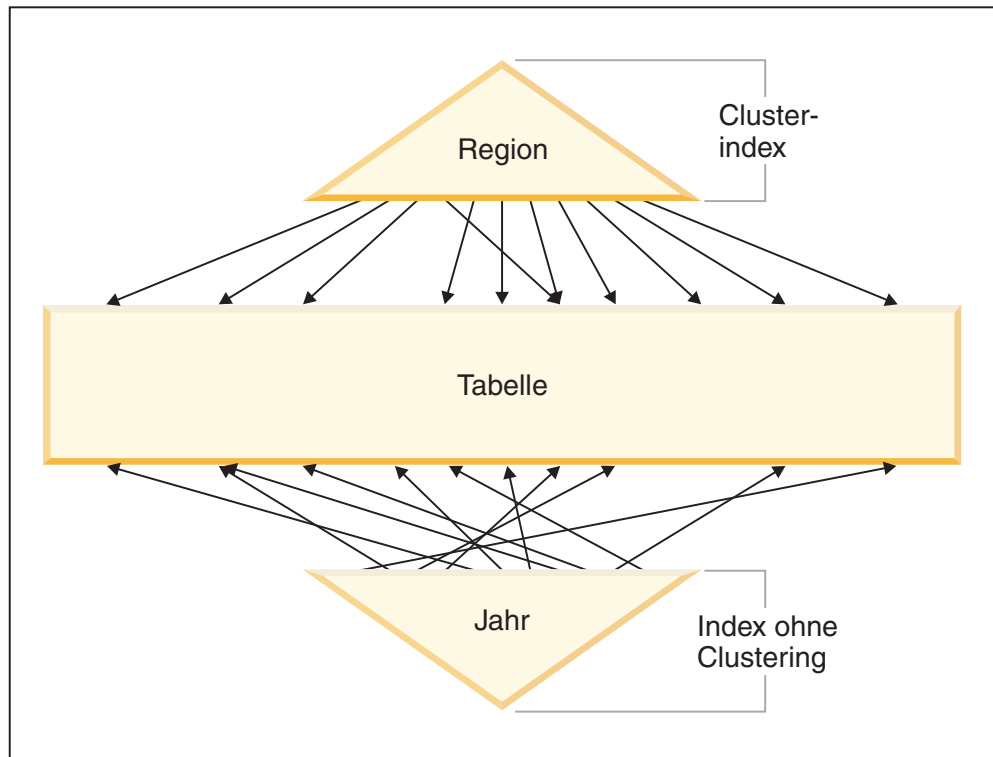 Region
Cluster-
index
Tabelle
Jahr
Index ohne
Clustering